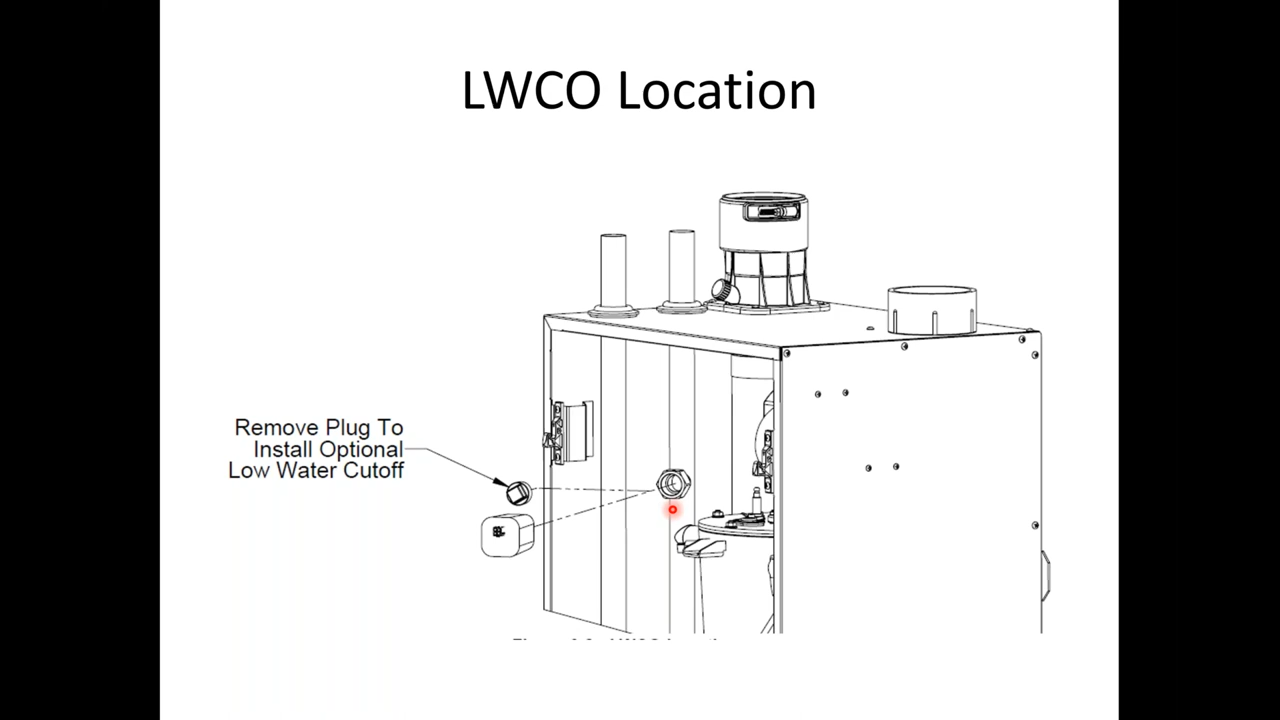 LWCO Location
Remove Plug To
Install Optional
Low Water Cutoff